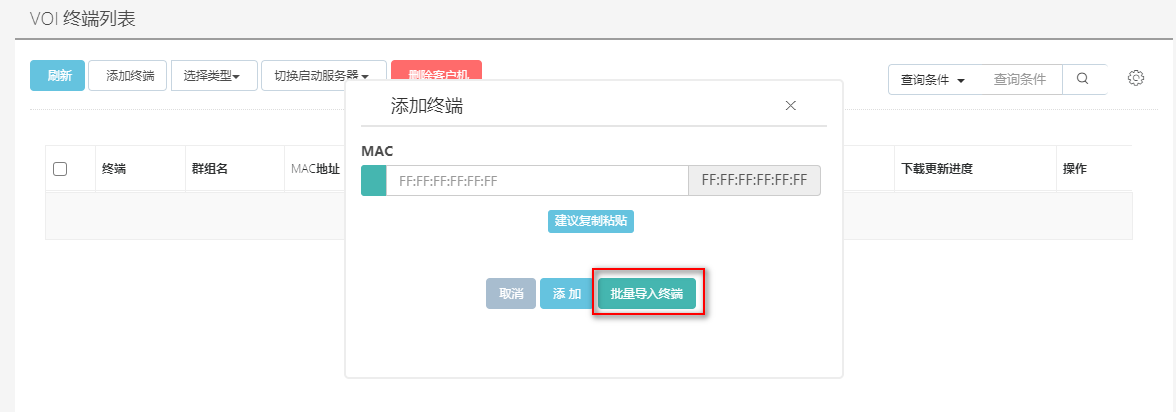 VOI 终端列表
刷新 添加终端 选择类型 切换启动服务器 删除客户机 查询条件 查询条件
添加终端
终端 群组名 MAC地址 下载更新进度 操作
MAC
FF:FF:FF:FF:FF:FF FF:FF:FF:FF:FF:FF
建议复制粘贴
取消 添 加 批量导入终端